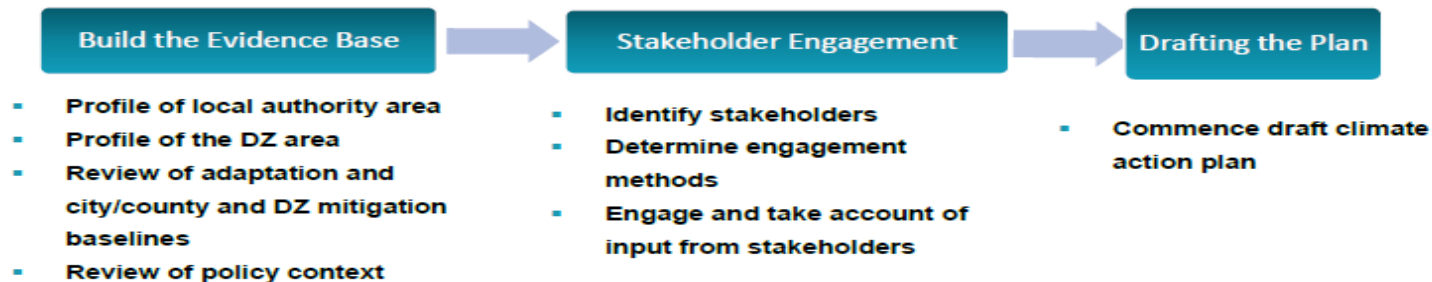 Build the Evidence Base
Profile of local authority area
Profile of the DZ area
Review of adaptation and
city/county and DZ mitigation
baselines
Review of policy context
Stakeholder Engagement
Identify stakeholders
Determine engagement
methods
Engage and take account of
input from stakeholders
Drafting the Plan
Commence draft climate
action plan